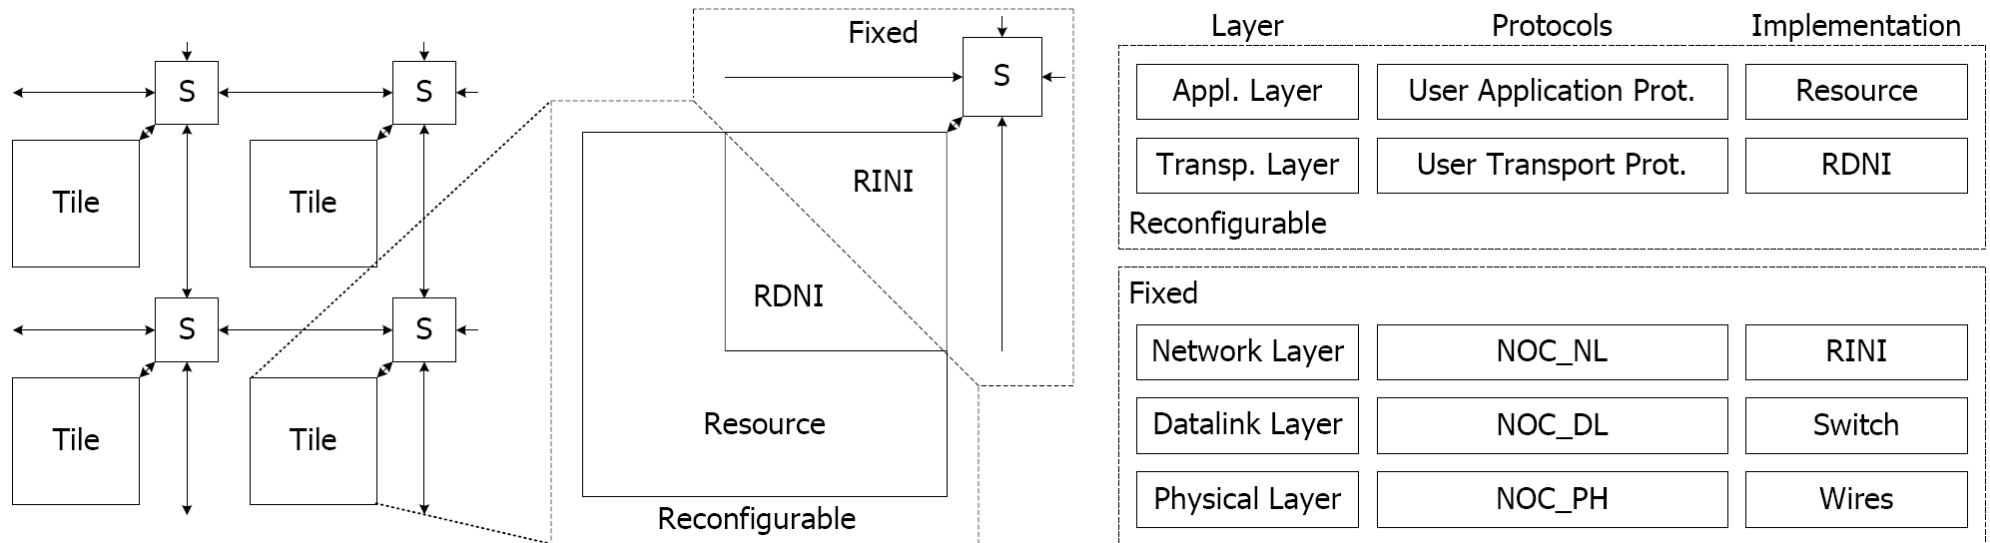 S
S
Tile
Tile
S
S
Tile
Tile
Fixed
S
RINI
RDNI
Resource
Reconfigurable
Layer Protocols Implementation
Appl. Layer User Application Prot. Resource
Transp. Layer User Transport Prot. RDNI
Reconfigurable
Fixed
Network Layer NOC_NL RINI
Datalink Layer NOC_DL Switch
Physical Layer NOC_PH Wires